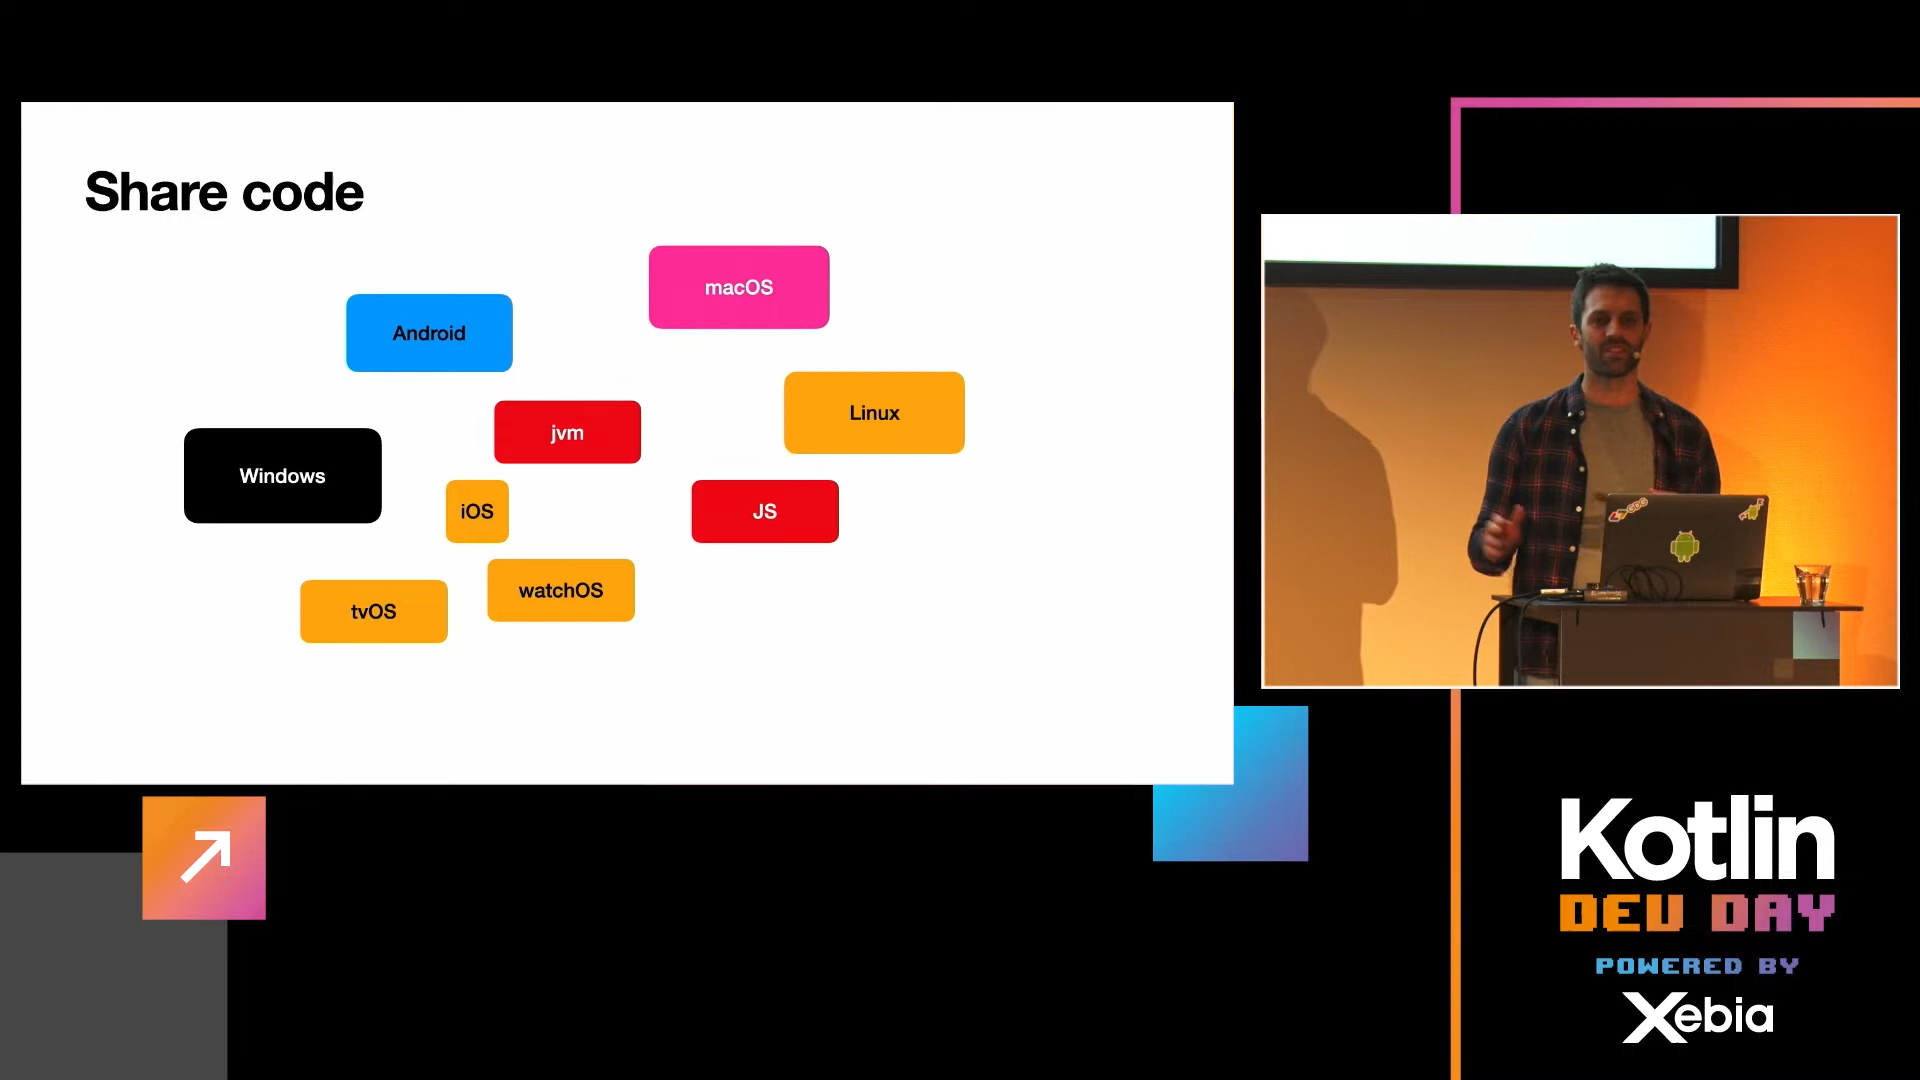 Share code
macOS
Android
Linux
jvm
Windows
iOS
JS
watchOS
tvOS
Kotlin
DEV DAY
POWERED BY
Xebia